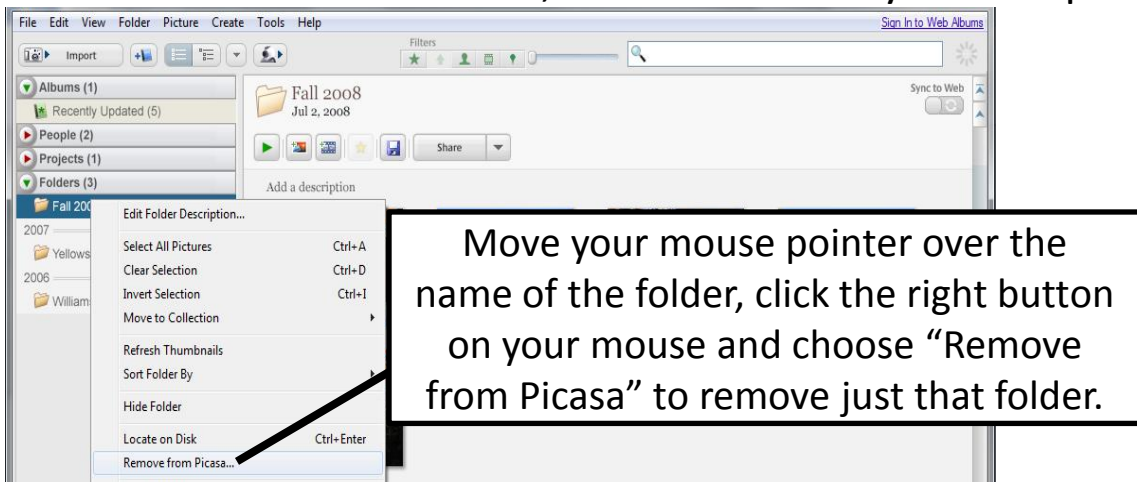 File Edit View Folder Picture Create Tools Help Sign In to Web Albums
Import
Filters
Albums (1)
Recently Updated (5)
People (2)
Projects (1)
Folders (3)
Fall 200
2007
Yellows
2006
William
Fall 2008
Jul 2, 2008
Sync to Web
Share
Add a description
Edit Folder Description...
Select All Pictures Ctrl+A
Clear Selection Ctrl+D
Invert Selection Ctrl+I
Move to Collection
Refresh Thumbnails
Sort Folder By
Hide Folder
Locate on Disk Ctrl+Enter
Remove from Picasa...
Move your mouse pointer over the
name of the folder, click the right button
on your mouse and choose “Remove
from Picasa” to remove just that folder.